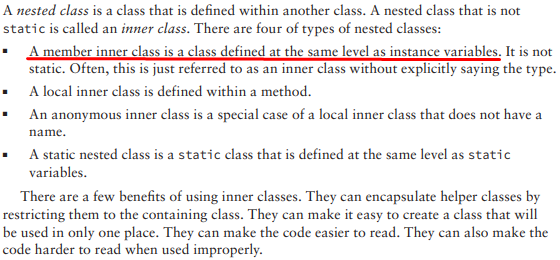 A nested class is a class that is defined within another class. A nested class that is not
static is called an inner class. There are four of types of nested classes:
▪ A member inner class is a class defined at the same level as instance variables. It is not
static. Often, this is just referred to as an inner class without explicitly saying the type.
▪ A local inner class is defined within a method.
▪ An anonymous inner class is a special case of a local inner class that does not have a
name.
▪ A static nested class is a static class that is defined at the same level as static
variables.
There are a few benefits of using inner classes. They can encapsulate helper classes by
restricting them to the containing class. They can make it easy to create a class that will
be used in only one place. They can make the code easier to read. They can also make the
code harder to read when used improperly.